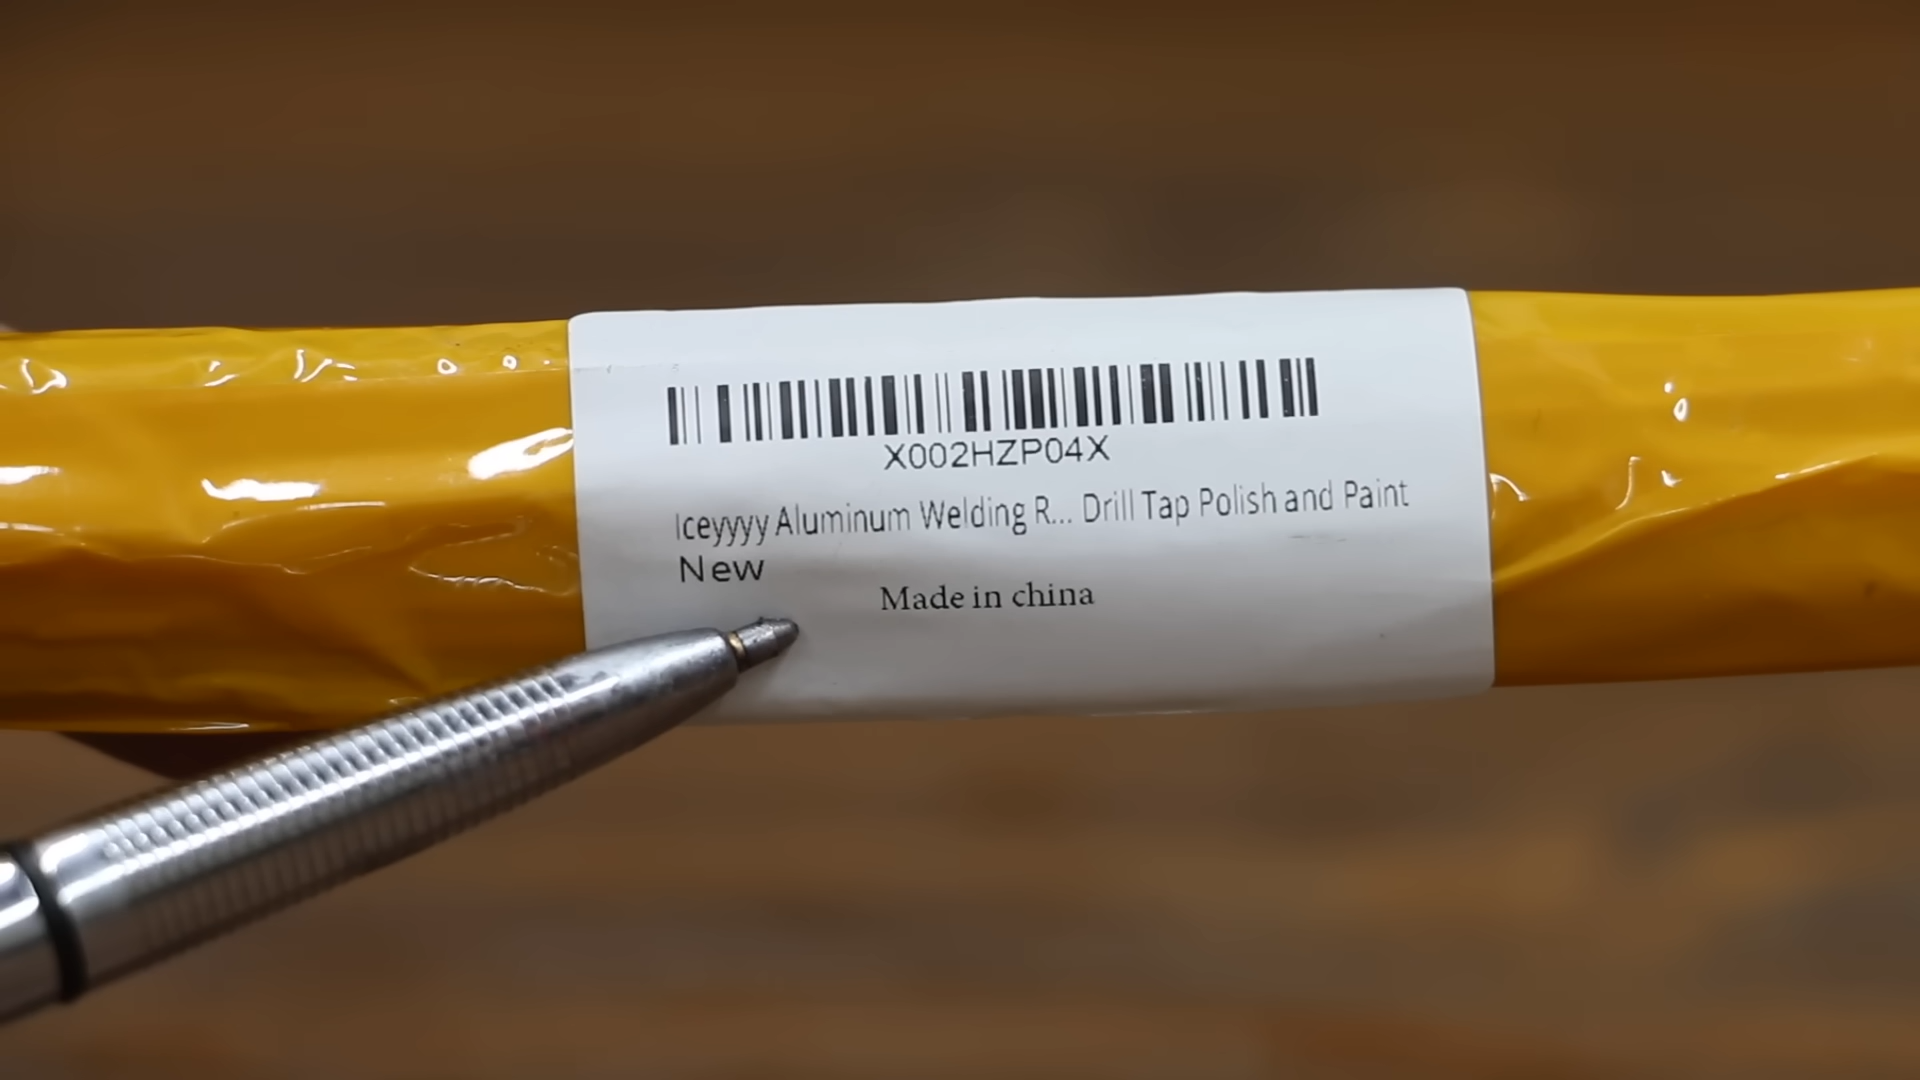 X002HZP04X
Iceyyyy Aluminum Welding R... Drill Tap Polish and Paint
New
Made in china